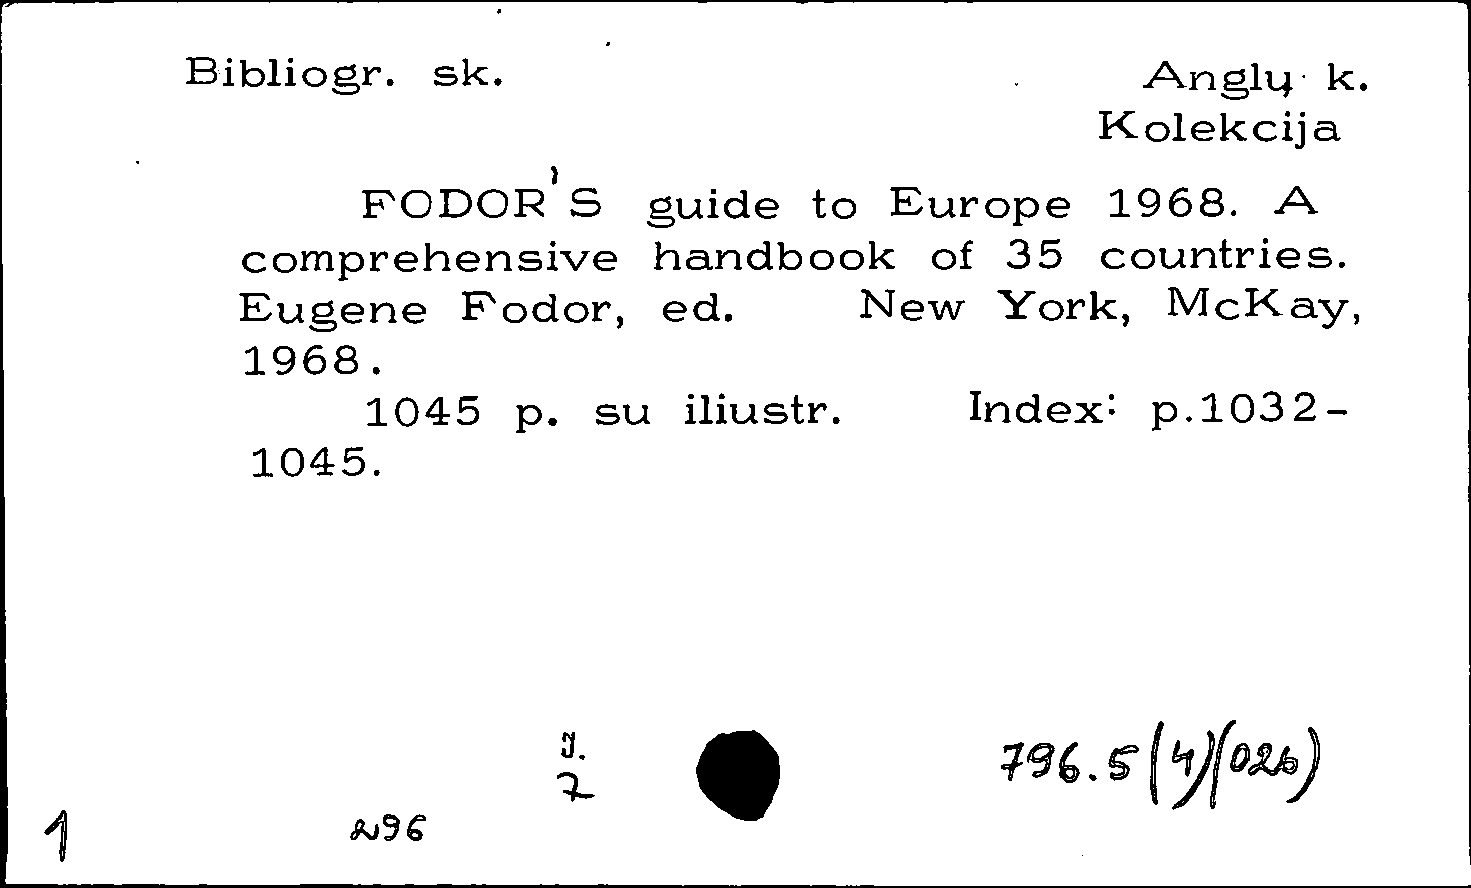 Bibliogr. sk. Anglų k.
Kolekcija
FODOR'S guide to Europe 1968. A
comprehensive handbook of 35 countries.
Eugene Fodor, ed. New York, McKay,
1968.
1045 p. su iliustr. Index: p.1032-
1045.
796.5(4)(026)
296
1